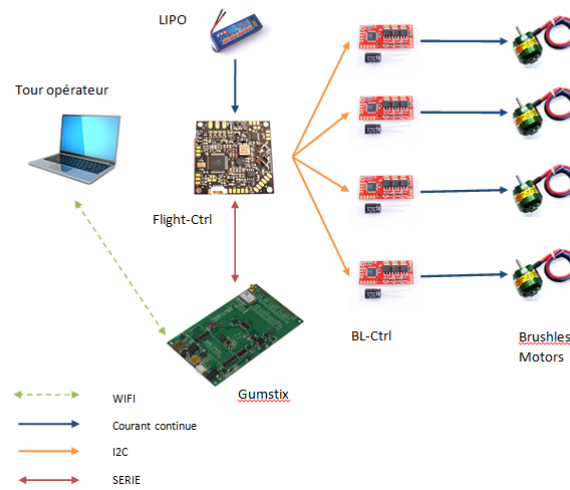 LIPO
Tour opérateur
Flight-Ctrl
BL-Ctrl
Brushles
Motors
Gumstix
WIFI
Courant continue
I2C
SERIE